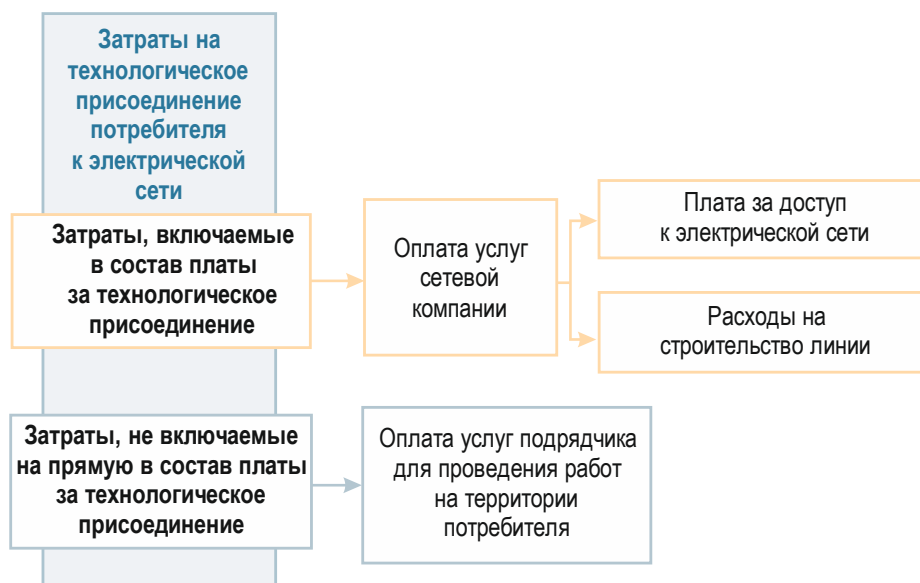 Затраты на
технологическое
присоединение
потребителя
к электрической
сети
Затраты, включаемые
в состав платы
за технологическое
присоединение
Оплата услуг
сетевой
компании
Плата за доступ
к электрической сети
Расходы на
строительство линии
Затраты, не включаемые
на прямую в состав платы
за технологическое
присоединение
Оплата услуг подрядчика
для проведения работ
на территории
потребителя